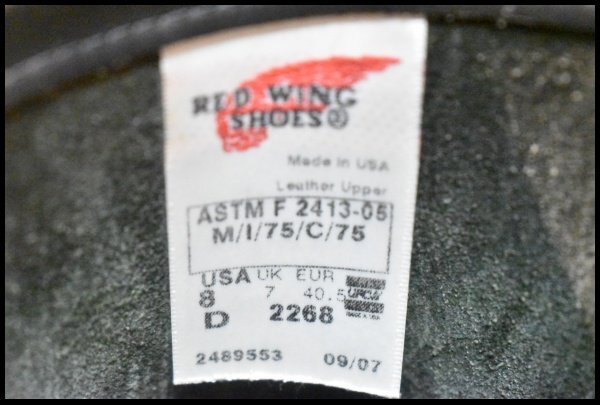 RED WING
SHOES®
Made in USA
Leather Upper
ASTM F 2413-05
M/I/75/C/75
USA UK EUR
8 7 40.5
D 2268
2489553 09/07